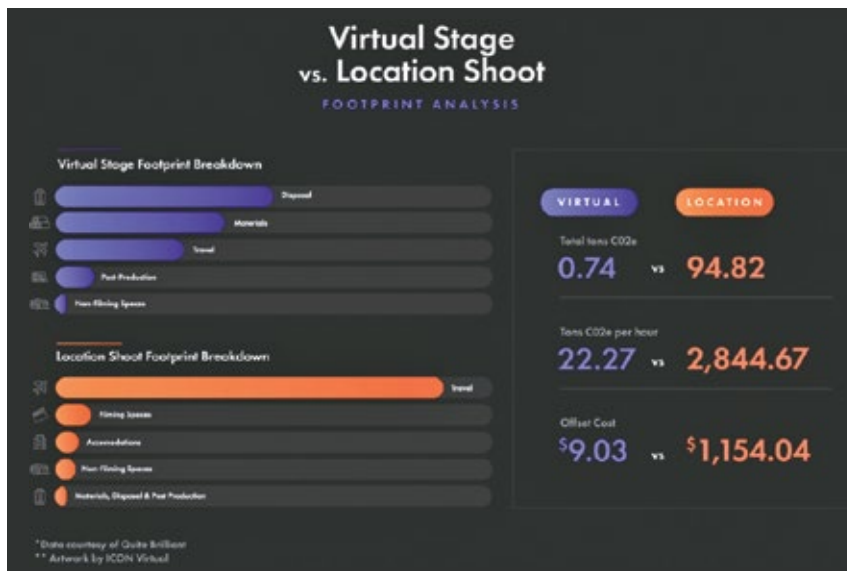 Virtual Stage
vs. Location Shoot
FOOTPRINT ANALYSIS
Virtual Stage Footprint Breakdown
Disposal
Materials
Travel
Post-Production
Non-Filming Spaces
Location Shoot Footprint Breakdown
Travel
Filming Spaces
Accomodations
Non-Filming Spaces
Materials, Disposal & Post Production
VIRTUAL LOCATION
Total tons C02e
0.74 vs 94.82
Tons C02e per hour
22.27 vs 2,844.67
Offset Cost
$9.03 vs $1,154.04
*Data courtesy of Quite Brilliant
** Artwork by ICON Virtual